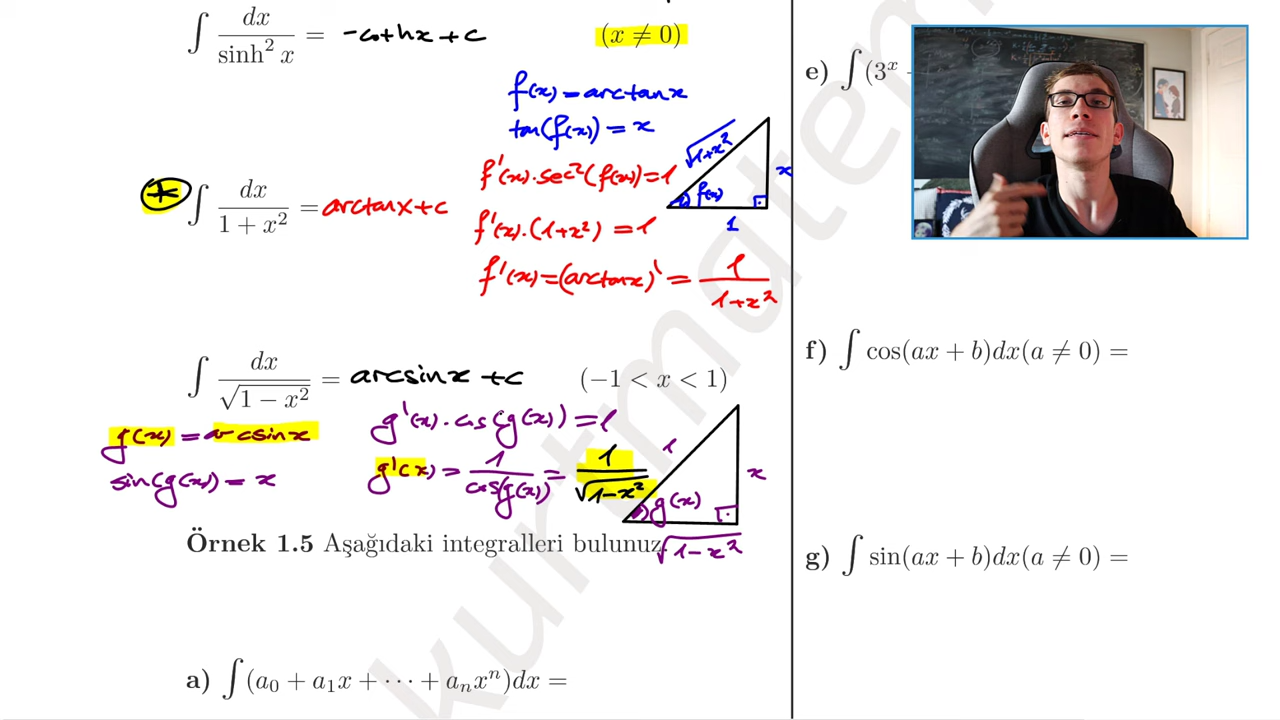 ∫ dx / sinh² x = -cothx + c (x ≠ 0)
f(x) = arctanx
tan(f(x)) = x
√1+x²
x
f(x)
1
f'(x).sec²(f(x)) = 1
∫ dx / 1 + x² = arctanx + c
f'(x).(1+x²) = 1
f'(x) = (arctanx)' = 1 / 1+x²
∫ dx / √1 − x² = arcsinx + c (−1 < x < 1)
g(x) = arcsinx
sin(g(x)) = x
g'(x).cos(g(x)) = 1
g'(x) = 1 / cos(g(x)) = 1 / √1-x²
1
x
g(x)
√1-x²
Örnek 1.5 Aşağıdaki integralleri bulunuz.
a) ∫ (a₀ + a₁x + ⋯ + aₙxⁿ)dx =
e) ∫ (3ˣ
f) ∫ cos(ax + b)dx(a ≠ 0) =
g) ∫ sin(ax + b)dx(a ≠ 0) =